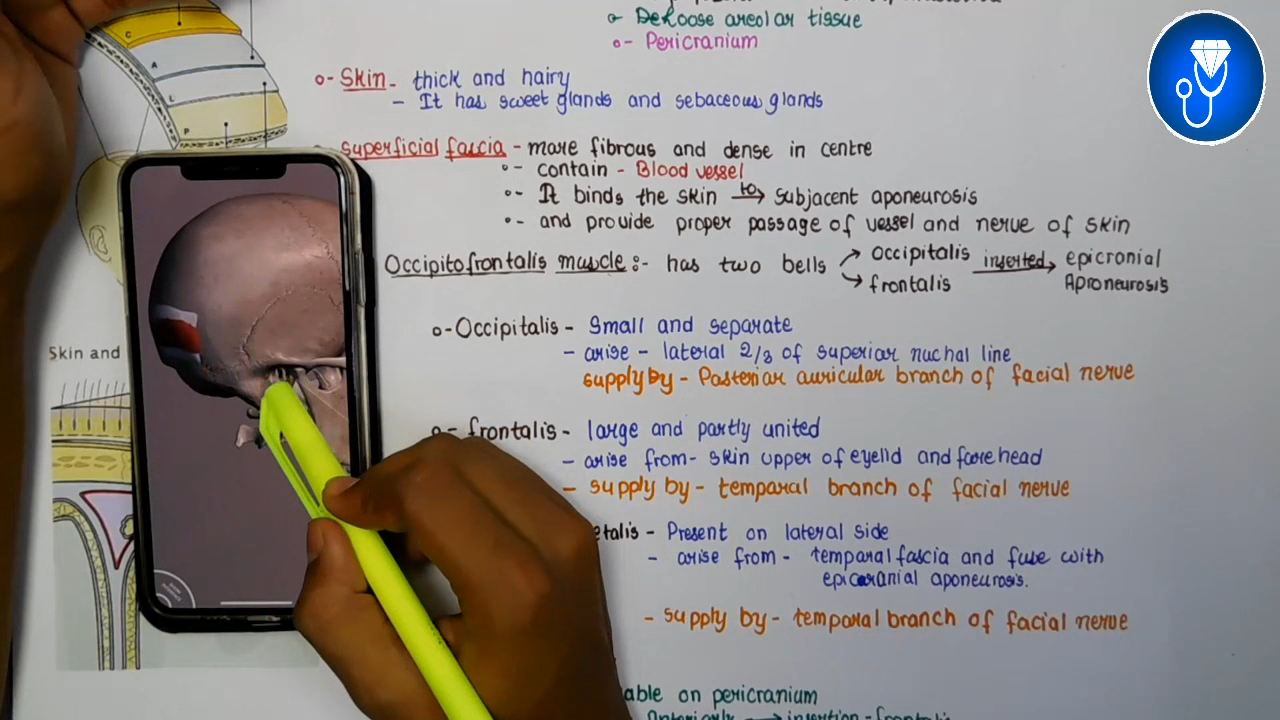 o- Dehoose areolar tissue
o- Pericranium
o- Skin - thick and hairy
- It has sweet glands and sebaceous glands
superficial fascia - more fibrous and dense in centre
o- contain - Blood vessel
o- It binds the skin to → Subjacent aponeurosis
o- and provide proper passage of vessel and nerve of skin
Occipitofrontalis muscle :- has two bells → occipitalis inserted → epicronial Aproneurosis
→ frontalis
o- Occipitalis - Small and separate
- arise - lateral 2/3 of superior nuchal line
supply by - Posterior auricular branch of facial nerve
o- frontalis - large and partly united
- arise from - skin upper of eyelid and forehead
- supply by - temporal branch of facial nerve
etalis - Present on lateral side
- arise from - temporal fascia and fuse with
epicaranial aponeurosis.
- supply by - temporal branch of facial nerve
able on pericranium
insertion - frontalis
C
A
L
P
Skin and